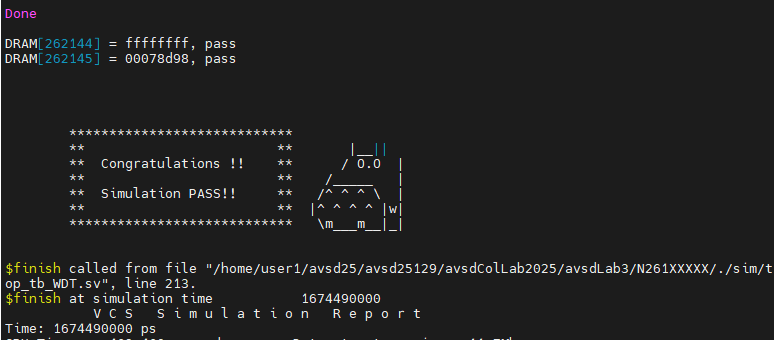 Done
DRAM[262144] = ffffffff, pass
DRAM[262145] = 00078d98, pass
****************************
**                        **         |__||
**  Congratulations !!    **        / O.O  |
**                        **      /_____   |
**  Simulation PASS!!     **     /^ ^ ^ \  |
**                        **    |^ ^ ^ ^ |w|
****************************     \m___m__|_|
$finish called from file "/home/user1/avsd25/avsd25129/avsdColLab2025/avsdLab3/N261XXXXX/./sim/t
op_tb_WDT.sv", line 213.
$finish at simulation time           1674490000
V C S   S i m u l a t i o n   R e p o r t
Time: 1674490000 ps